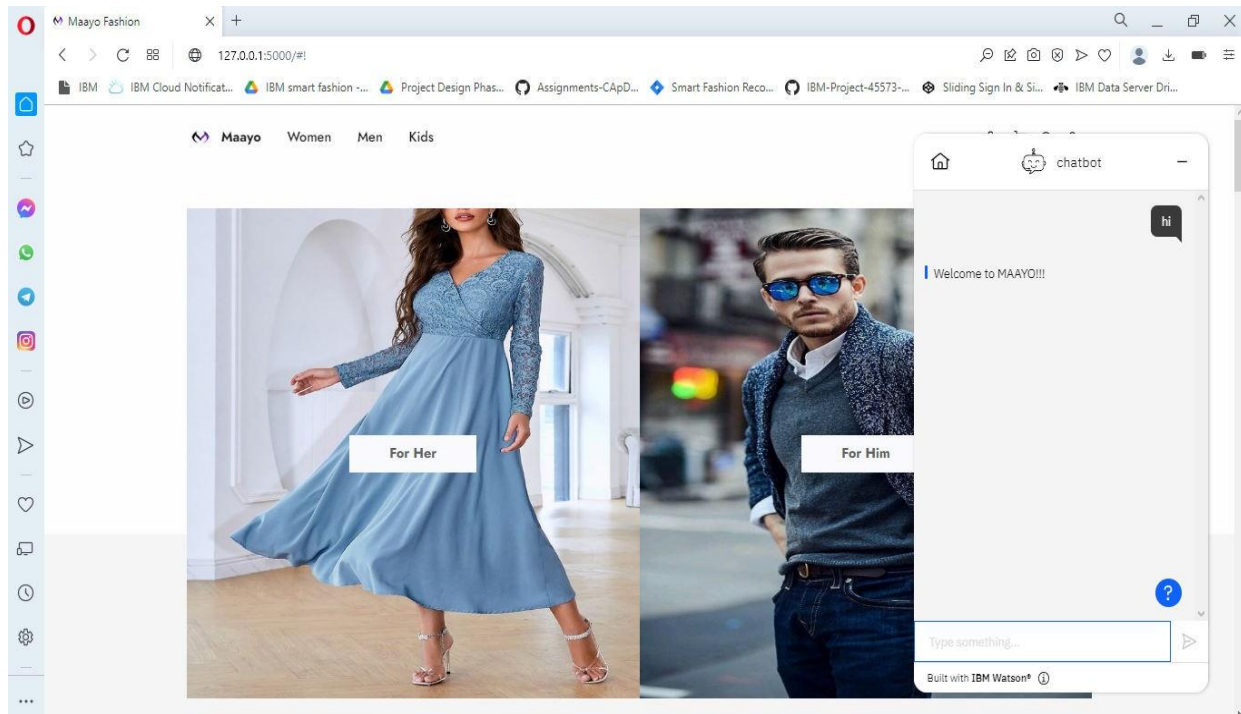 Maayo Fashion
127.0.0.1:5000/#!
IBM IBM Cloud Notificat... IBM smart fashion -... Project Design Phas... Assignments-CApD... Smart Fashion Reco... IBM-Project-45573-... Sliding Sign In & Si... IBM Data Server Dri...
Maayo Women Men Kids
chatbot
hi
Welcome to MAAYO!!!
For Her
For Him
?
Type something...
Built with IBM Watson® i